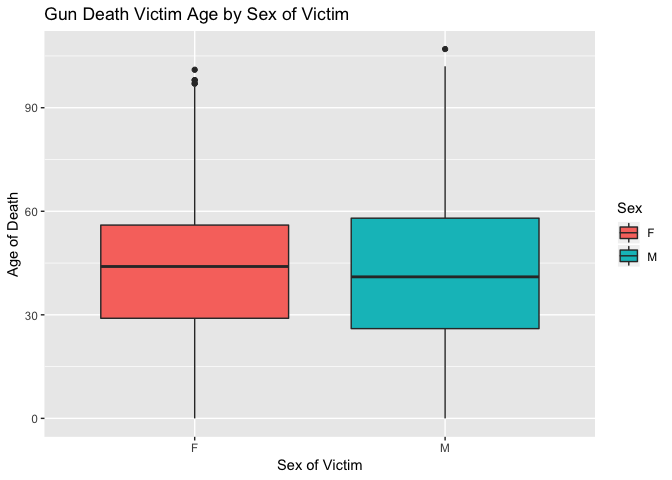 Gun Death Victim Age by Sex of Victim
Age of Death
90
60
30
0
F
M
Sex of Victim
Sex
F
M